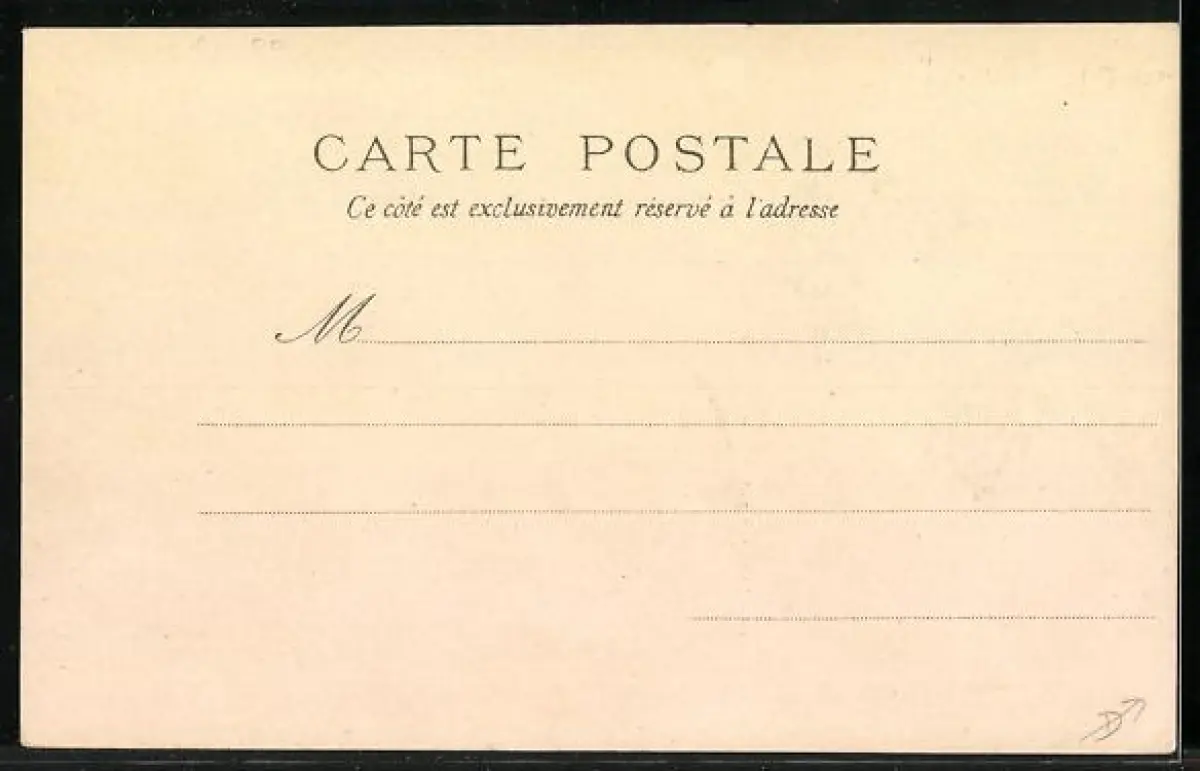 CARTE POSTALE
Ce côté est exclusivement réservé à l'adresse
M